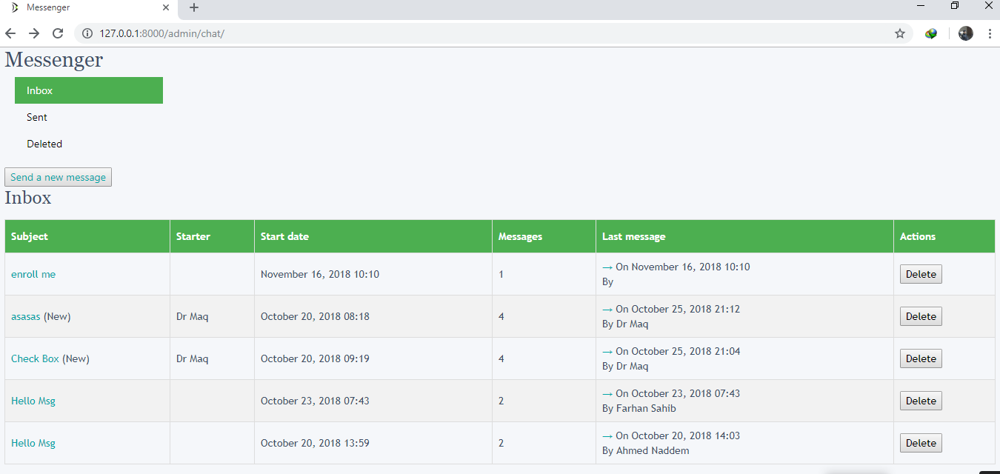 Messenger
127.0.0.1:8000/admin/chat/
Messenger
Inbox
Sent
Deleted
Send a new message
Inbox
Subject Starter Start date Messages Last message Actions
enroll me November 16, 2018 10:10 1 → On November 16, 2018 10:10 Delete
By
asasas (New) Dr Maq October 20, 2018 08:18 4 → On October 25, 2018 21:12 Delete
By Dr Maq
Check Box (New) Dr Maq October 20, 2018 09:19 4 → On October 25, 2018 21:04 Delete
By Dr Maq
Hello Msg October 23, 2018 07:43 2 → On October 23, 2018 07:43 Delete
By Farhan Sahib
Hello Msg October 20, 2018 13:59 2 → On October 20, 2018 14:03 Delete
By Ahmed Naddem